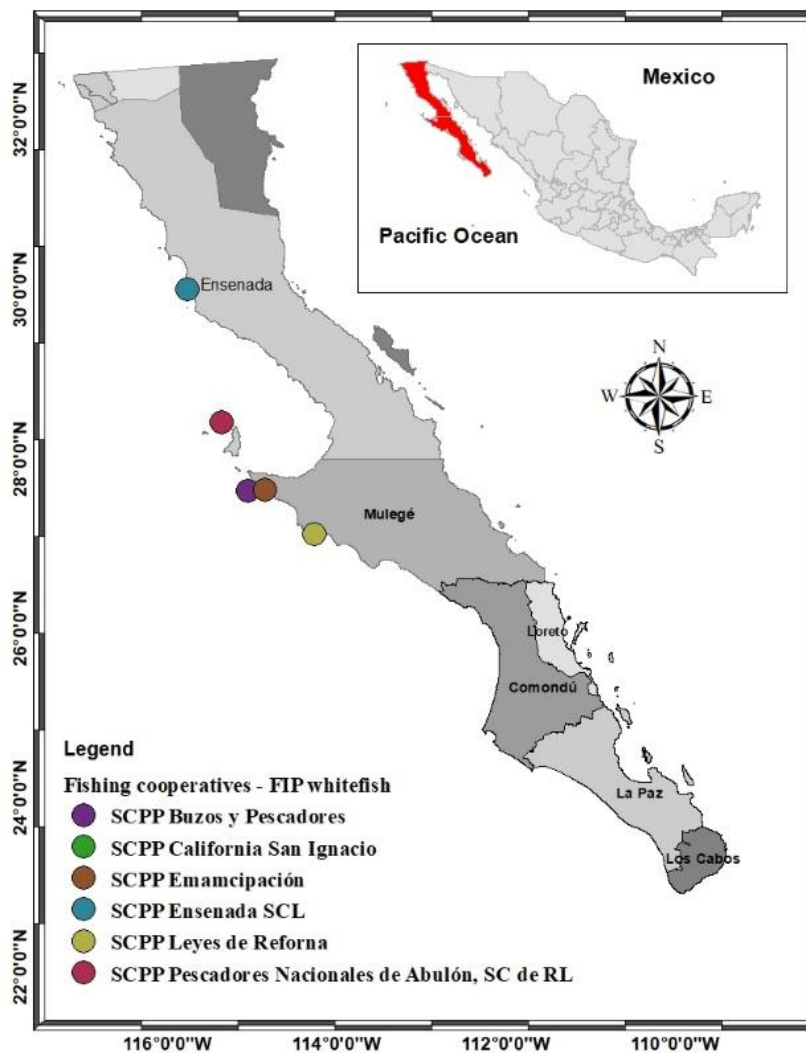 Mexico
Pacific Ocean
32°0'0"N
30°0'0"N
28°0'0"N
26°0'0"N
24°0'0"N
22°0'0"N
Ensenada
N
W E
S
Mulegé
Loreto
Comondú
La Paz
Los Cabos
Legend
Fishing cooperatives - FIP whitefish
SCPP Buzos y Pescadores
SCPP California San Ignacio
SCPP Emamcipación
SCPP Ensenada SCL
SCPP Leyes de Reforna
SCPP Pescadores Nacionales de Abulón, SC de RL
116°0'0"W 114°0'0"W 112°0'0"W 110°0'0"W